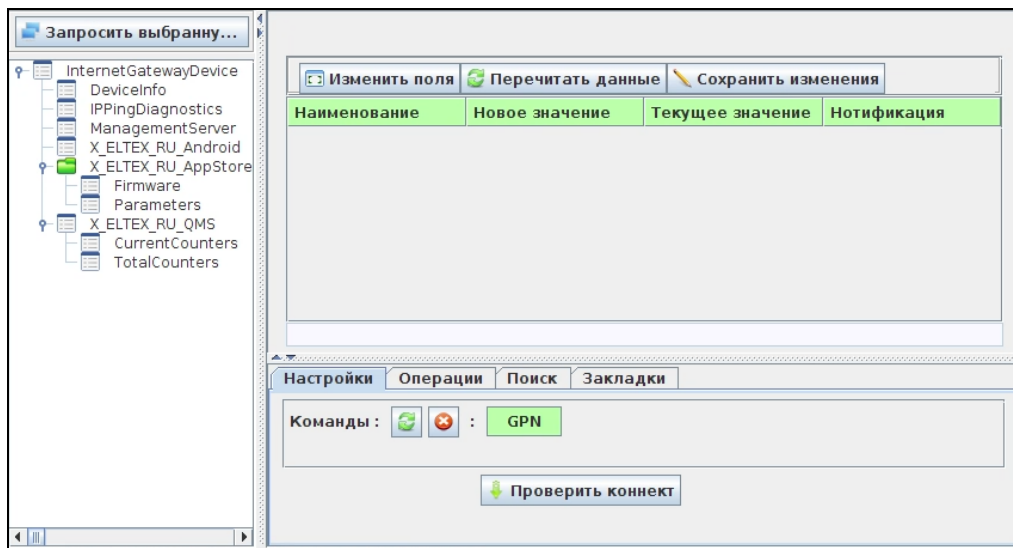 Запросить выбранну...
InternetGatewayDevice
DeviceInfo
IPPingDiagnostics
ManagementServer
X_ELTEX_RU_Android
X_ELTEX_RU_AppStore
Firmware
Parameters
X_ELTEX_RU_QMS
CurrentCounters
TotalCounters
Изменить поля Перечитать данные Сохранить изменения
Наименование Новое значение Текущее значение Нотификация
Настройки Операции Поиск Закладки
Команды : : GPN
Проверить коннект